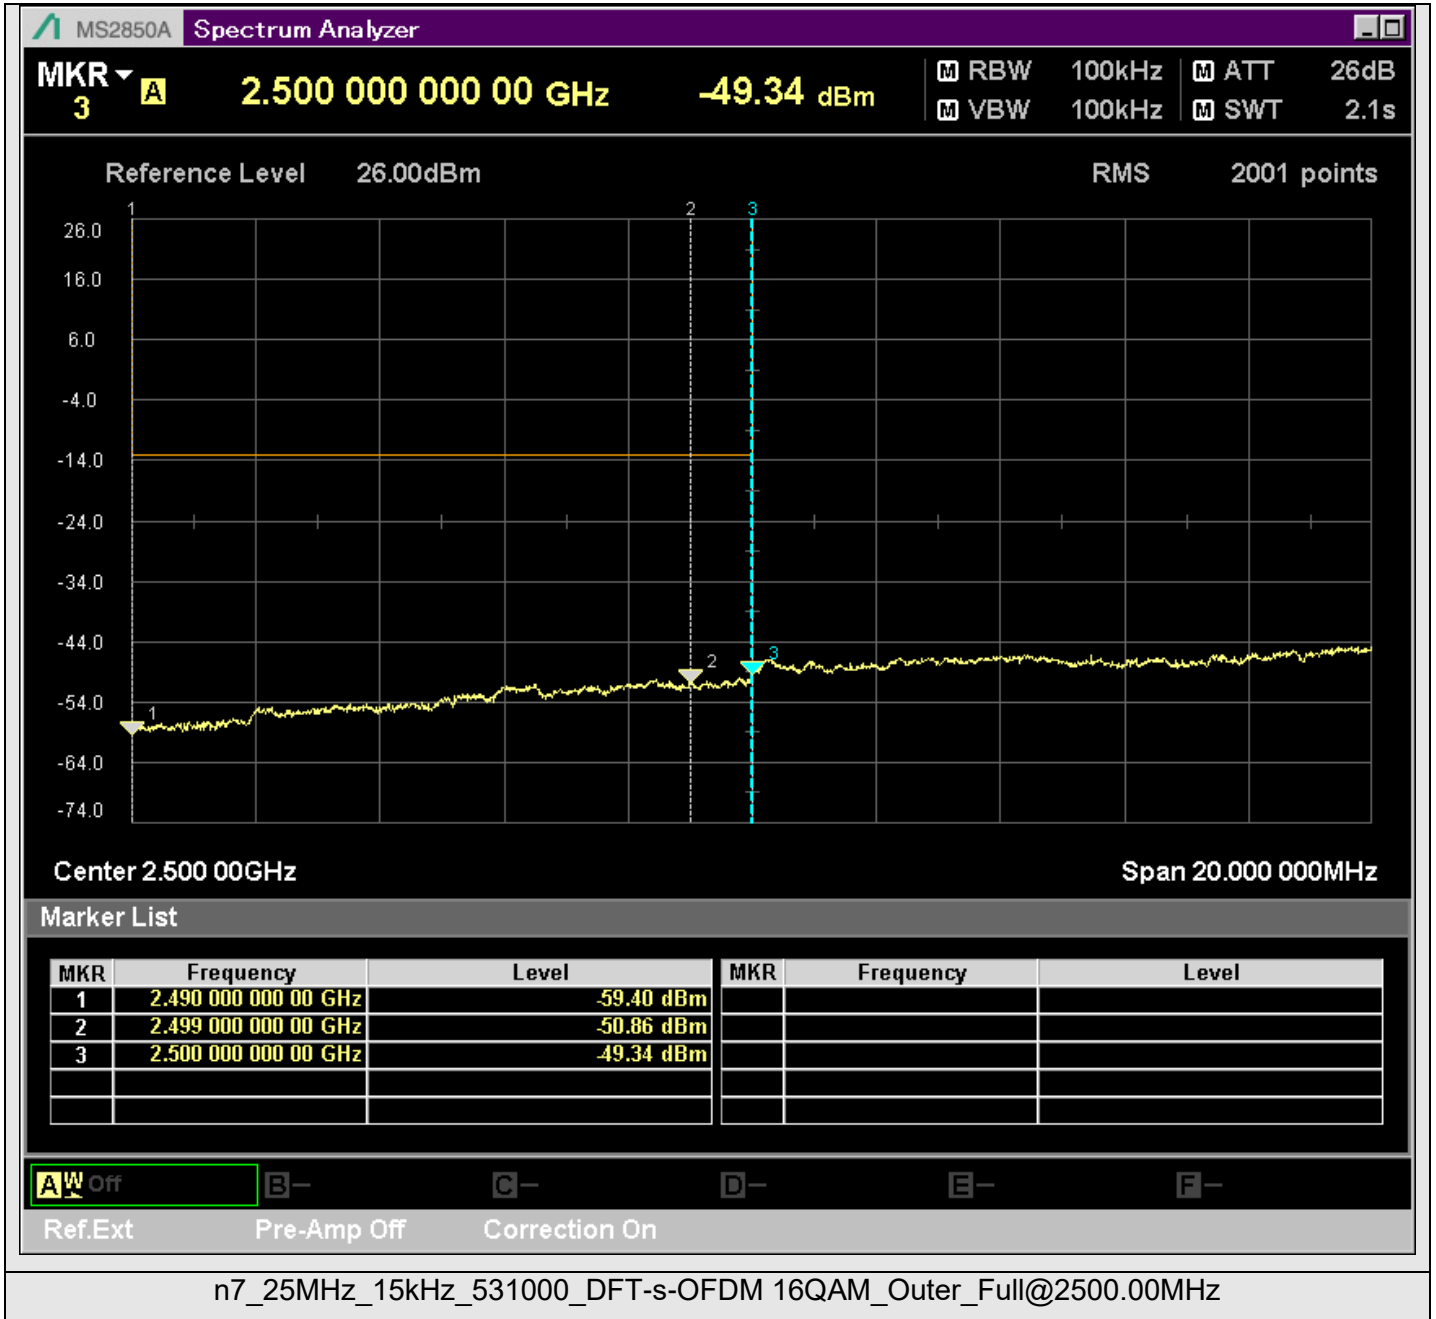 MS2850A Spectrum Analyzer
MKR A 2.500 000 000 00 GHz -49.34 dBm M RBW 100kHz M ATT 26dB
3 M VBW 100kHz M SWT 2.1s
Reference Level 26.00dBm RMS 2001 points
1 2 3
26.0
16.0
6.0
-4.0
-14.0
-24.0
-34.0
-44.0
2 3
-54.0
1
-64.0
-74.0
Center 2.500 00GHz Span 20.000 000MHz
Marker List
MKR Frequency Level MKR Frequency Level
1 2.490 000 000 00 GHz -59.40 dBm
2 2.499 000 000 00 GHz -50.86 dBm
3 2.500 000 000 00 GHz -49.34 dBm
A W Off B - C - D - E - F -
Ref.Ext Pre-Amp Off Correction On
n7_25MHz_15kHz_531000_DFT-s-OFDM 16QAM_Outer_Full@2500.00MHz